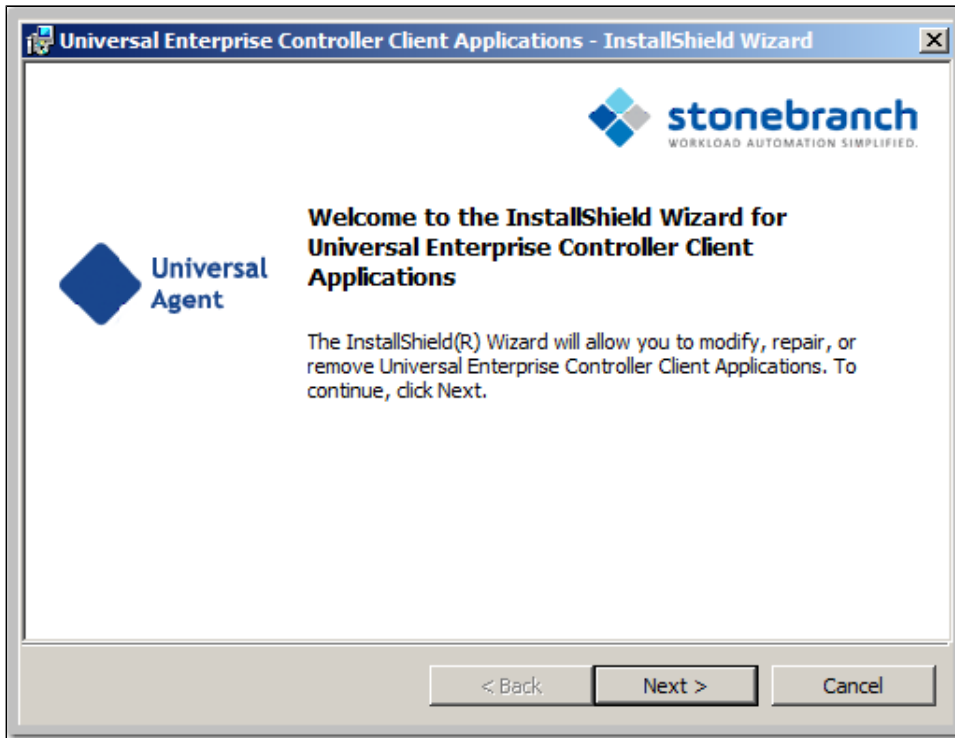 Universal Enterprise Controller Client Applications - InstallShield Wizard
stonebranch
WORKLOAD AUTOMATION SIMPLIFIED.
Universal
Agent
Welcome to the InstallShield Wizard for
Universal Enterprise Controller Client
Applications
The InstallShield(R) Wizard will allow you to modify, repair, or
remove Universal Enterprise Controller Client Applications. To
continue, click Next.
< Back
Next >
Cancel